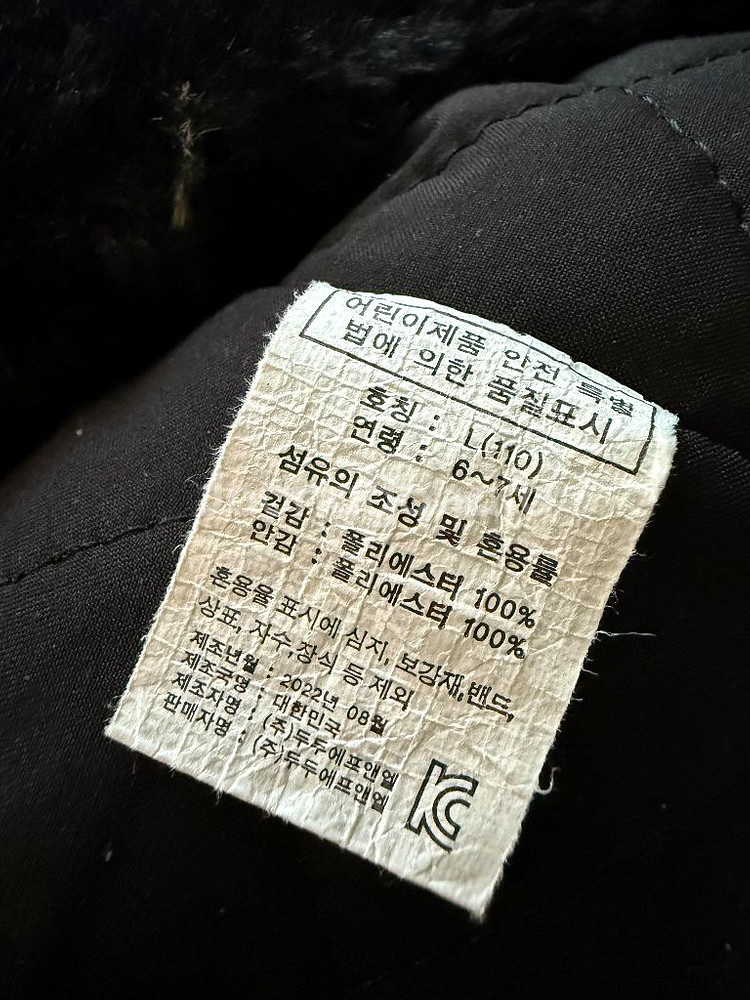 어린이제품 안전 특별
법에 의한 품질표시
호칭 : L(110)
연령 : 6~7세
섬유의 조성 및 혼용률
겉감 : 폴리에스터 100%
안감 : 폴리에스터 100%
혼용율 표시에 심지, 보강재,밴드,
상표, 자수,장식 등 제외
제조년월 : 2022년 08월
제조국명 : 대한민국
제조자명 : (주)두두에프앤엘
판매자명 : (주)두두에프앤엘
KC